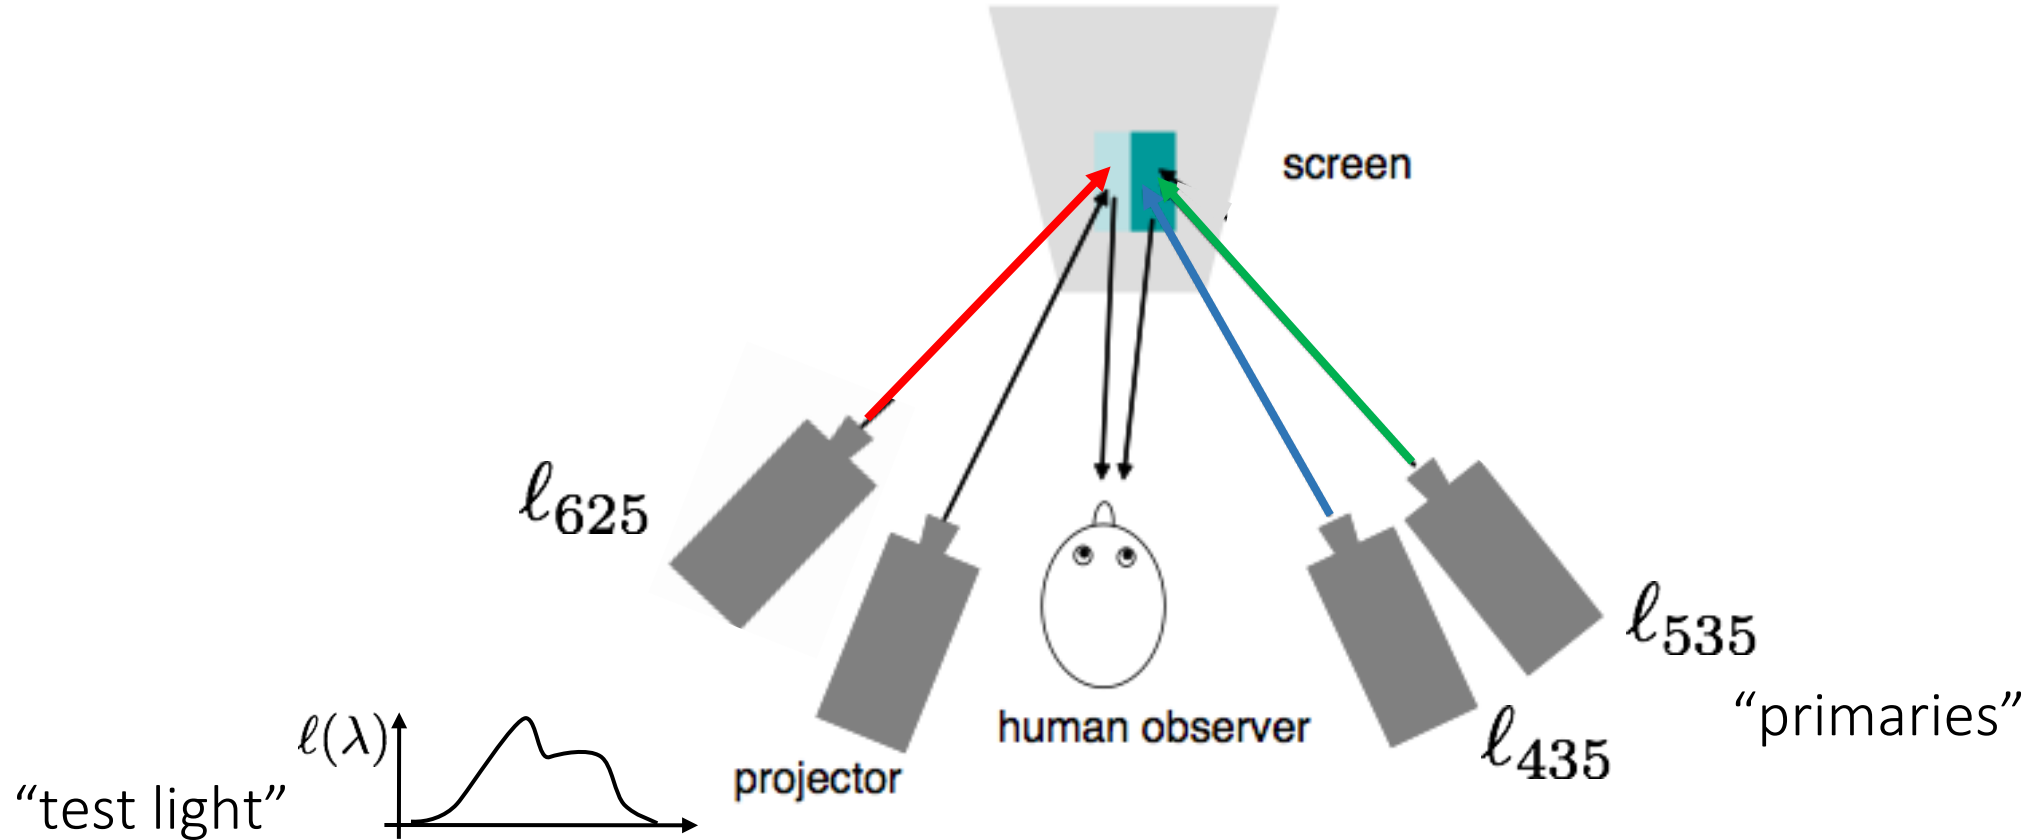 screen
ℓ625
ℓ535
“primaries”
ℓ435
human observer
projector
ℓ(λ)
“test light”